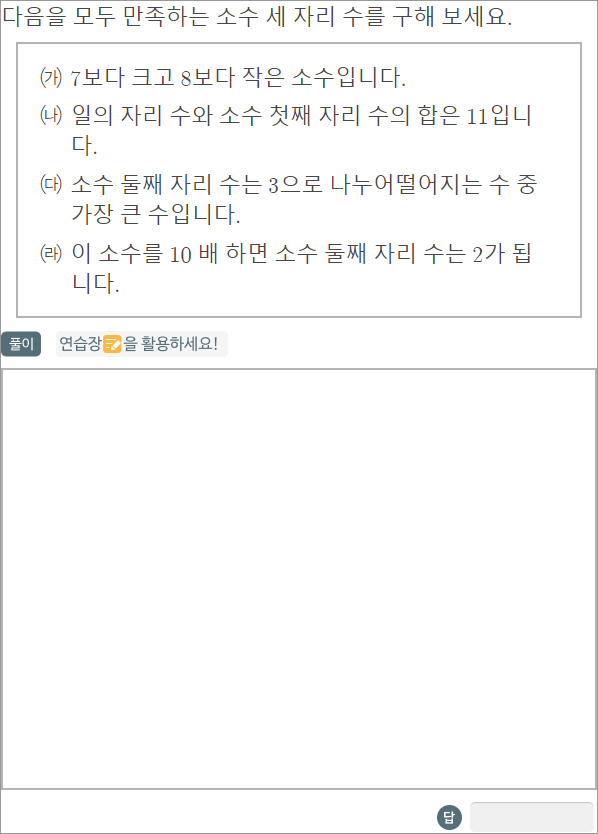 다음을 모두 만족하는 소수 세 자리 수를 구해 보세요.
㈎ 7보다 크고 8보다 작은 소수입니다.
㈏ 일의 자리 수와 소수 첫째 자리 수의 합은 11입니
다.
㈐ 소수 둘째 자리 수는 3으로 나누어떨어지는 수 중
가장 큰 수입니다.
㈑ 이 소수를 10 배 하면 소수 둘째 자리 수는 2가 됩
니다.
풀이 연습장을 활용하세요!
답